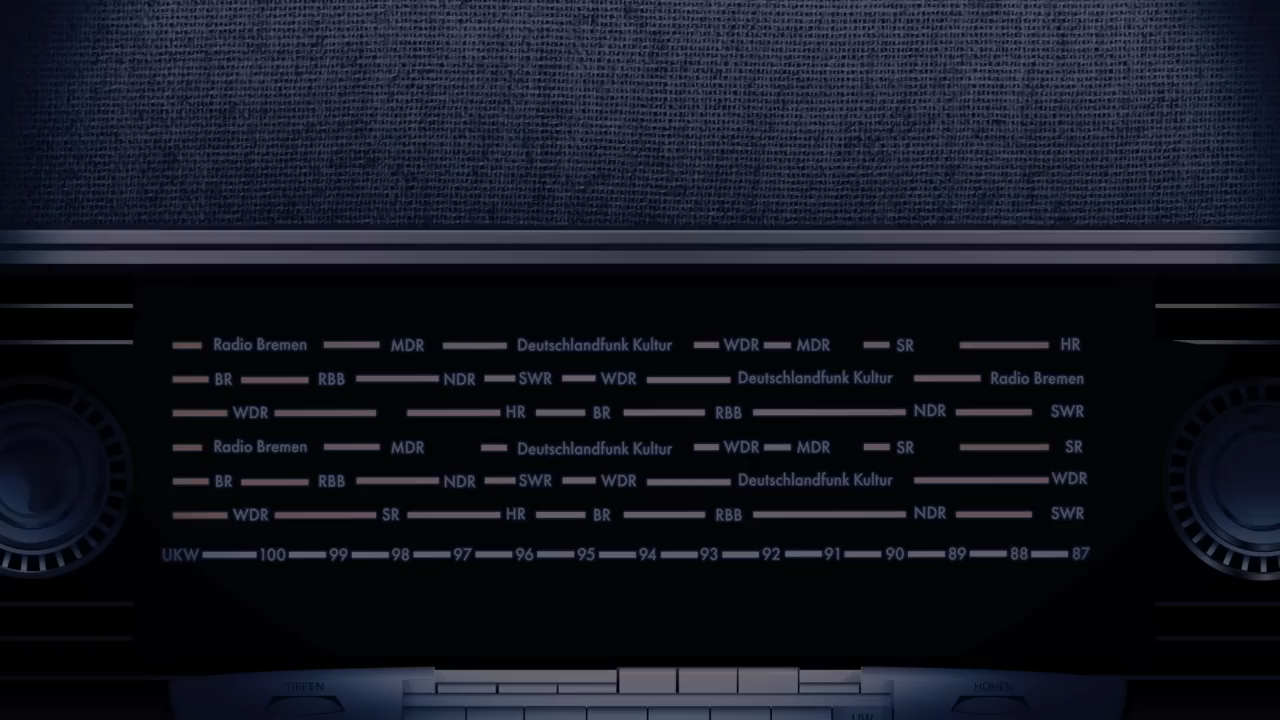 Radio Bremen MDR Deutschlandfunk Kultur WDR MDR SR HR
BR RBB NDR SWR WDR Deutschlandfunk Kultur Radio Bremen
WDR HR BR RBB NDR SWR
Radio Bremen MDR Deutschlandfunk Kultur WDR MDR SR SR
BR RBB NDR SWR WDR Deutschlandfunk Kultur WDR
WDR SR HR BR RBB NDR SWR
UKW 100 99 98 97 96 95 94 93 92 91 90 89 88 87
TIEFEN HÖHEN